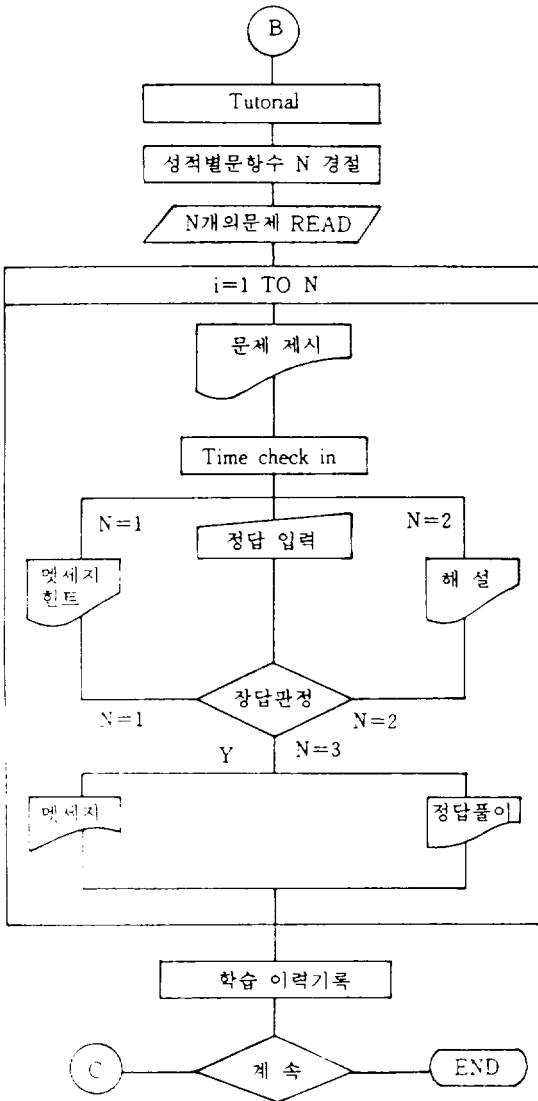 B
Tutorial
성적별문항수 N 경절
N개의문제 READ
i=1 TO N
문제 제시
Time check in
N=1
정답 입력
N=2
멧세지
힌트
해 설
장답판정
N=1
N=2
Y
N=3
멧세지
정답풀이
학습 이력기록
C
계 속
END